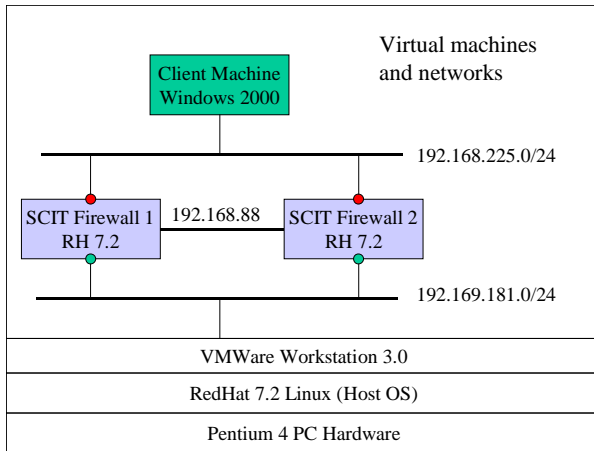 Virtual machines
and networks
Client Machine
Windows 2000
192.168.225.0/24
SCIT Firewall 1
RH 7.2
192.168.88
SCIT Firewall 2
RH 7.2
192.169.181.0/24
VMWare Workstation 3.0
RedHat 7.2 Linux (Host OS)
Pentium 4 PC Hardware